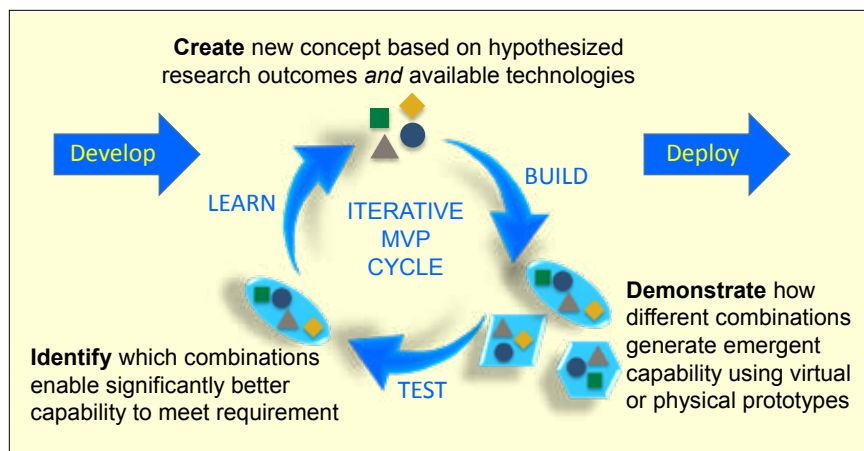 Create new concept based on hypothesized
research outcomes and available technologies
Develop
Deploy
BUILD
LEARN
ITERATIVE
MVP
CYCLE
Demonstrate how
different combinations
generate emergent
capability using virtual
or physical prototypes
Identify which combinations
enable significantly better
capability to meet requirement
TEST